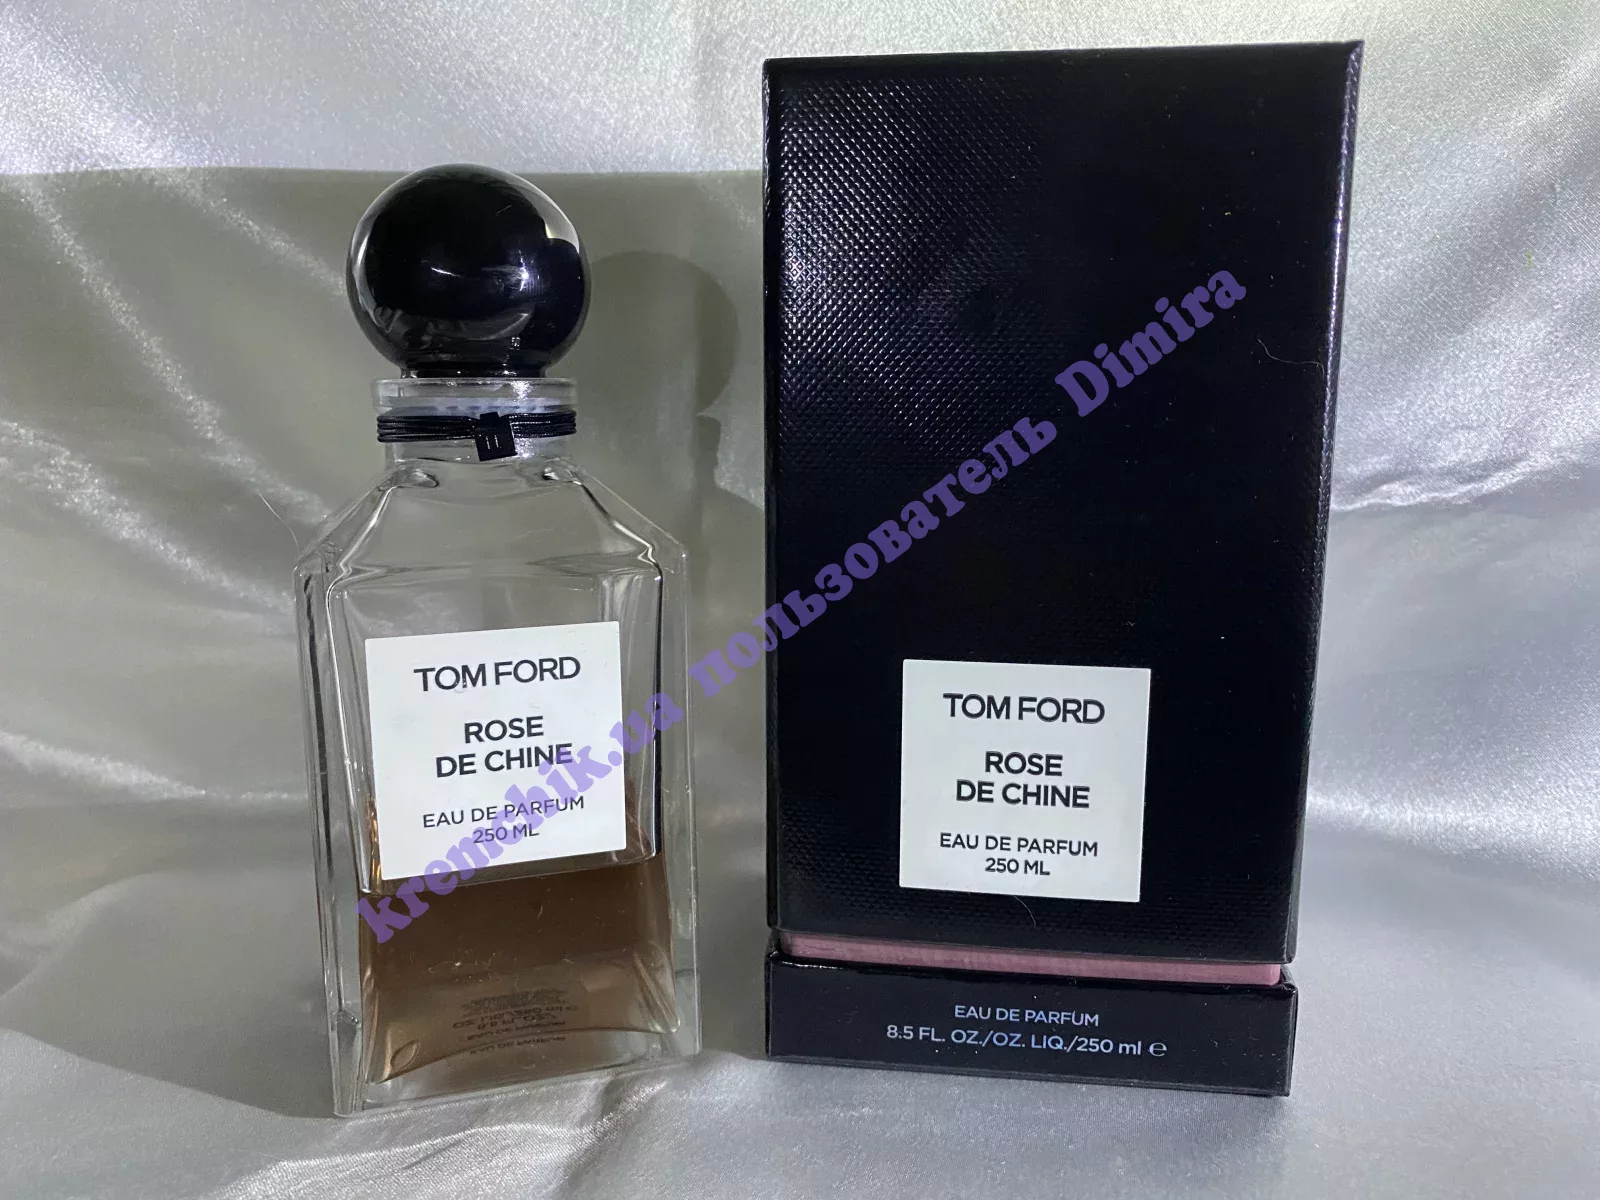 TOM FORD
ROSE
DE CHINE
EAU DE PARFUM
250 ML
TOM FORD
ROSE
DE CHINE
EAU DE PARFUM
250 ML
EAU DE PARFUM
8.5 FL. OZ./OZ. LIQ./250 ml ℮
kremchik.ua пользователь Dimira